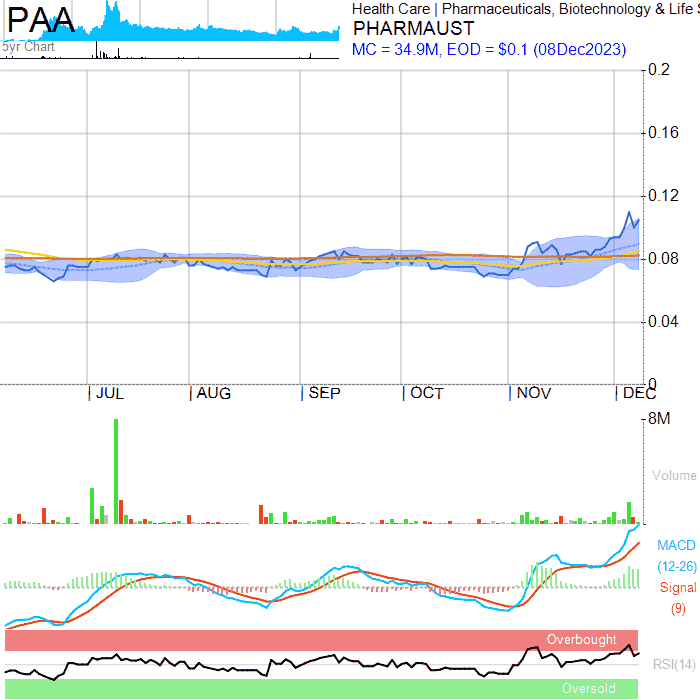 PAA
5yr Chart
Health Care | Pharmaceuticals, Biotechnology & Life S
PHARMAUST
MC = 34.9M, EOD = $0.1 (08Dec2023)
0.2
0.16
0.12
0.08
0.04
0
JUL AUG SEP OCT NOV DEC
8M
Volume
MACD
(12-26)
Signal
(9)
Overbought
RSI(14)
Oversold